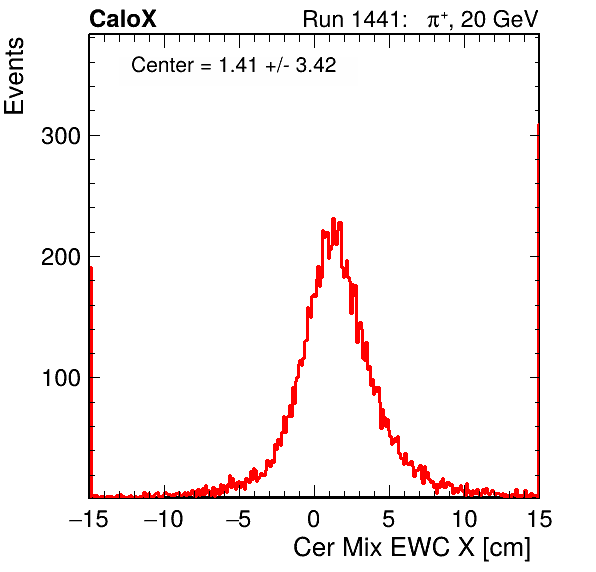 CaloX Run 1441: π⁺, 20 GeV
Center = 1.41 +/- 3.42
Events
300
200
100
−15 −10 −5 0 5 10 15
Cer Mix EWC X [cm]